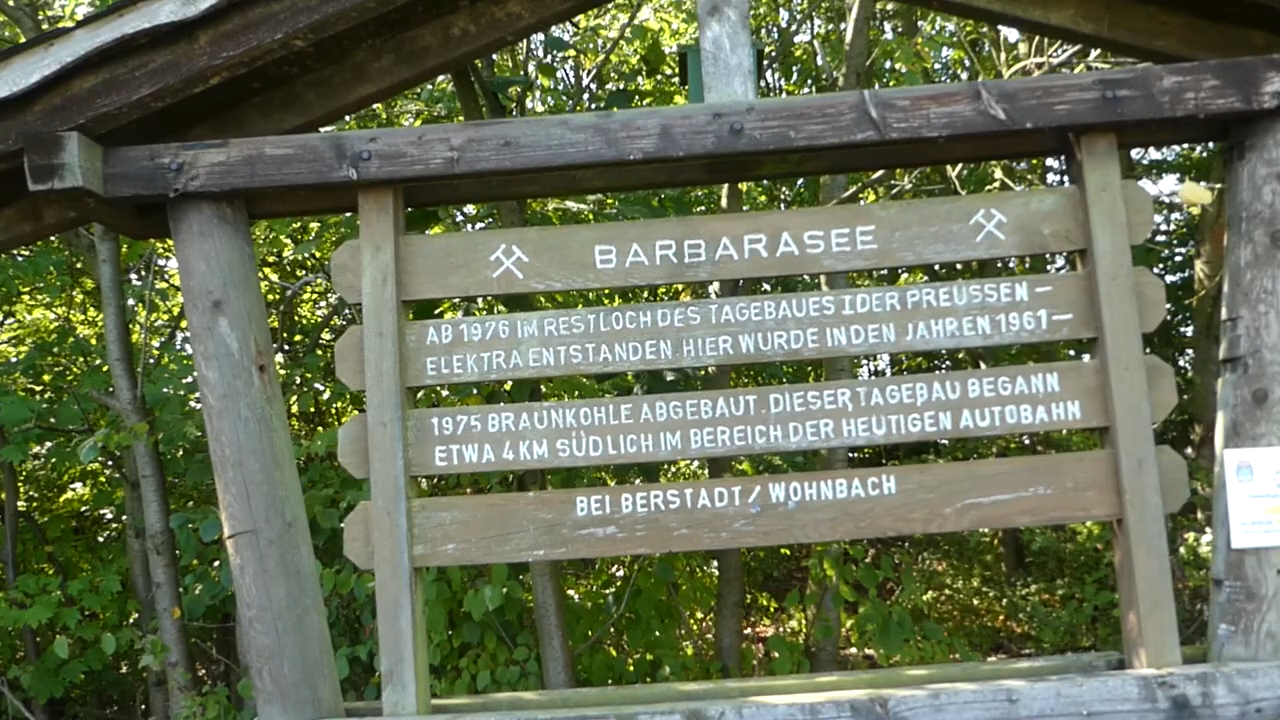 BARBARASEE
AB 1976 IM RESTLOCH DES TAGEBAUES I DER PREUSSEN –
ELEKTRA ENTSTANDEN. HIER WURDE IN DEN JAHREN 1961 –
1975 BRAUNKOHLE ABGEBAUT. DIESER TAGEBAU BEGANN
ETWA 4 KM SÜDLICH IM BEREICH DER HEUTIGEN AUTOBAHN
BEI BERSTADT / WOHNBACH